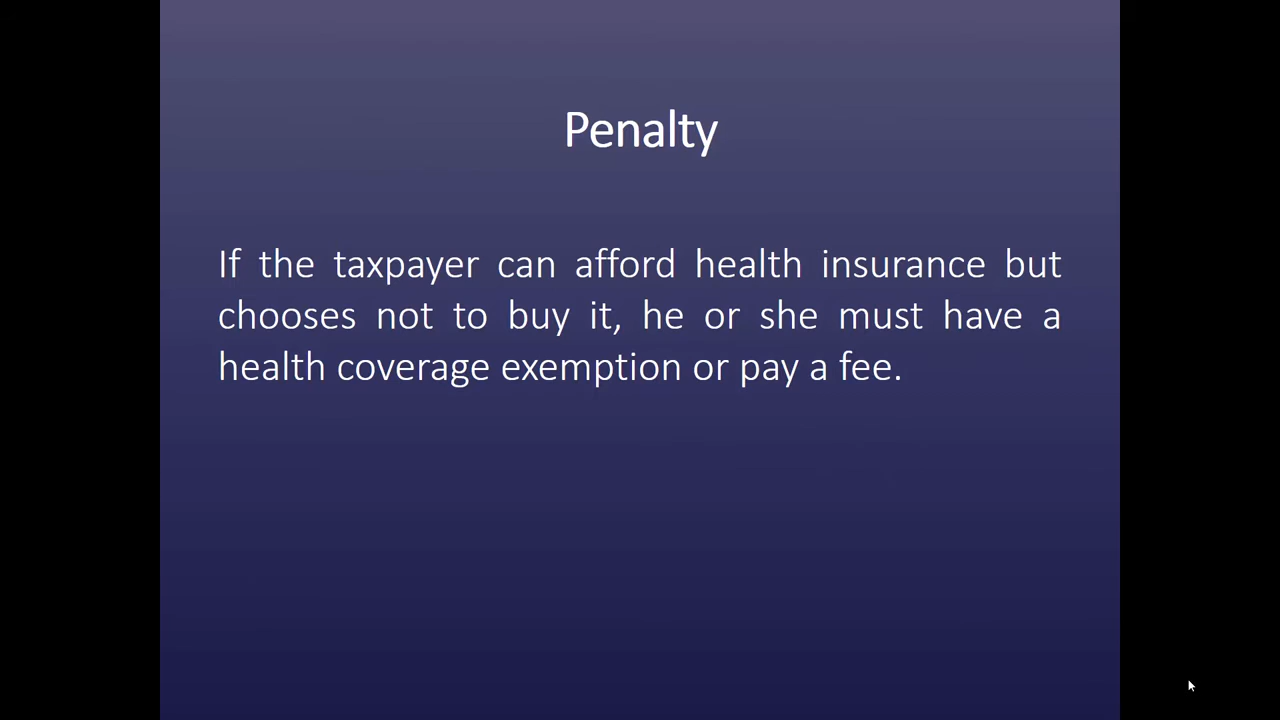 Penalty
If the taxpayer can afford health insurance but
chooses not to buy it, he or she must have a
health coverage exemption or pay a fee.